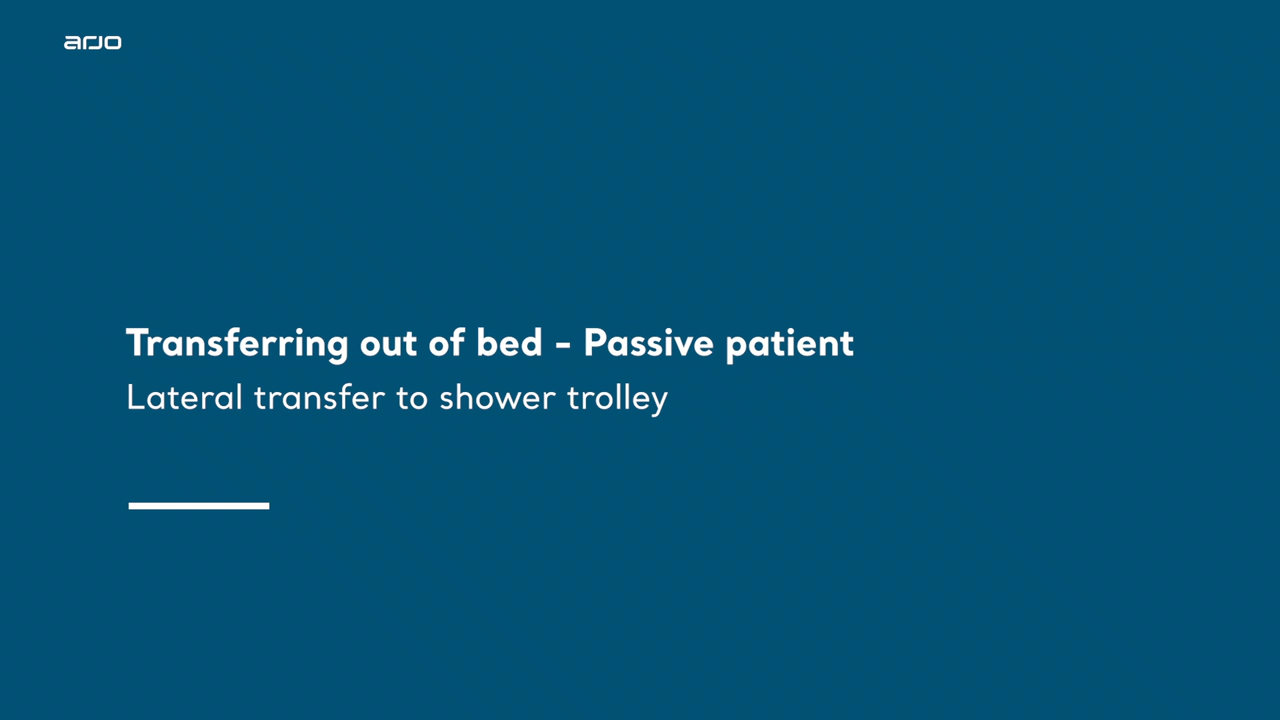 arjo
Transferring out of bed - Passive patient
Lateral transfer to shower trolley